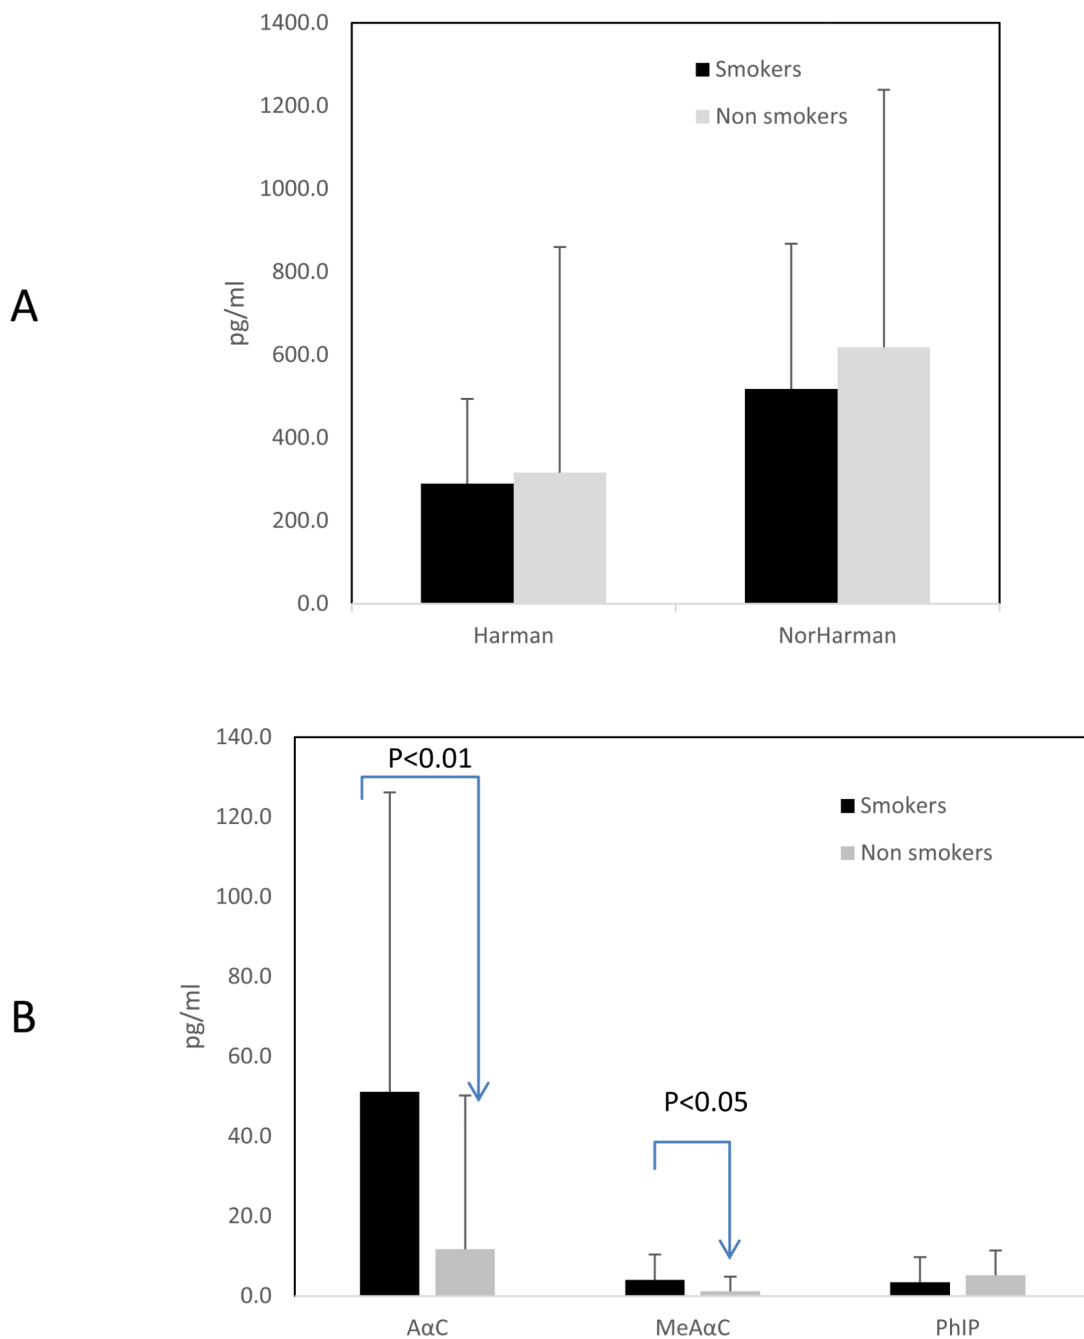 A
pg/ml
1400.0
1200.0
1000.0
800.0
600.0
400.0
200.0
0.0
Smokers
Non smokers
Harman
NorHarman
B
pg/ml
140.0
120.0
100.0
80.0
60.0
40.0
20.0
0.0
P<0.01
Smokers
Non smokers
P<0.05
AαC
MeAαC
PhIP